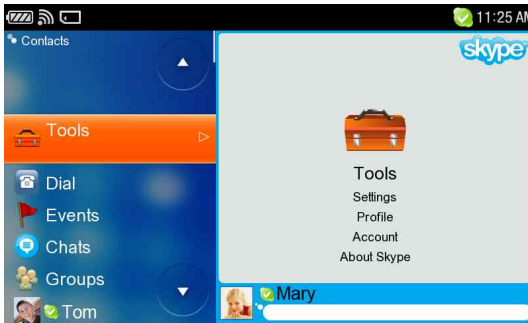 11:25 AM
Contacts
skype
Tools
Dial
Events
Chats
Groups
Tom
Tools
Settings
Profile
Account
About Skype
Mary